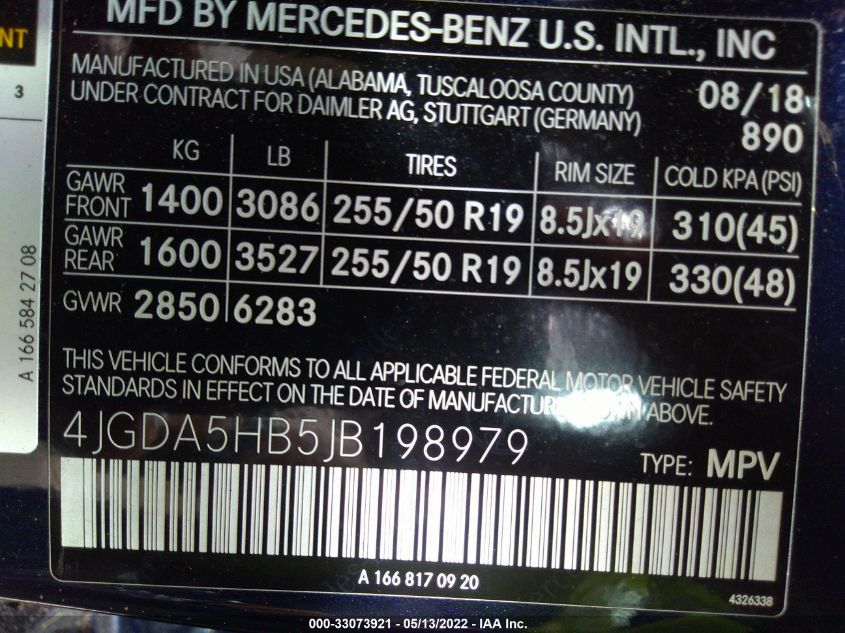 NT
3
A 166 584 27 08
MFD BY MERCEDES-BENZ U.S. INTL., INC
MANUFACTURED IN USA (ALABAMA, TUSCALOOSA COUNTY) 08/18
UNDER CONTRACT FOR DAIMLER AG, STUTTGART (GERMANY) 890
KG LB TIRES RIM SIZE COLD KPA (PSI)
GAWR FRONT 1400 3086 255/50 R19 8.5Jx19 310(45)
GAWR REAR 1600 3527 255/50 R19 8.5Jx19 330(48)
GVWR 2850 6283
THIS VEHICLE CONFORMS TO ALL APPLICABLE FEDERAL MOTOR VEHICLE SAFETY
STANDARDS IN EFFECT ON THE DATE OF MANUFACTURE SHOWN ABOVE.
4JGDA5HB5JB198979
TYPE: MPV
A 166 817 09 20
4326338
000-33073921 - 05/13/2022 - IAA Inc.